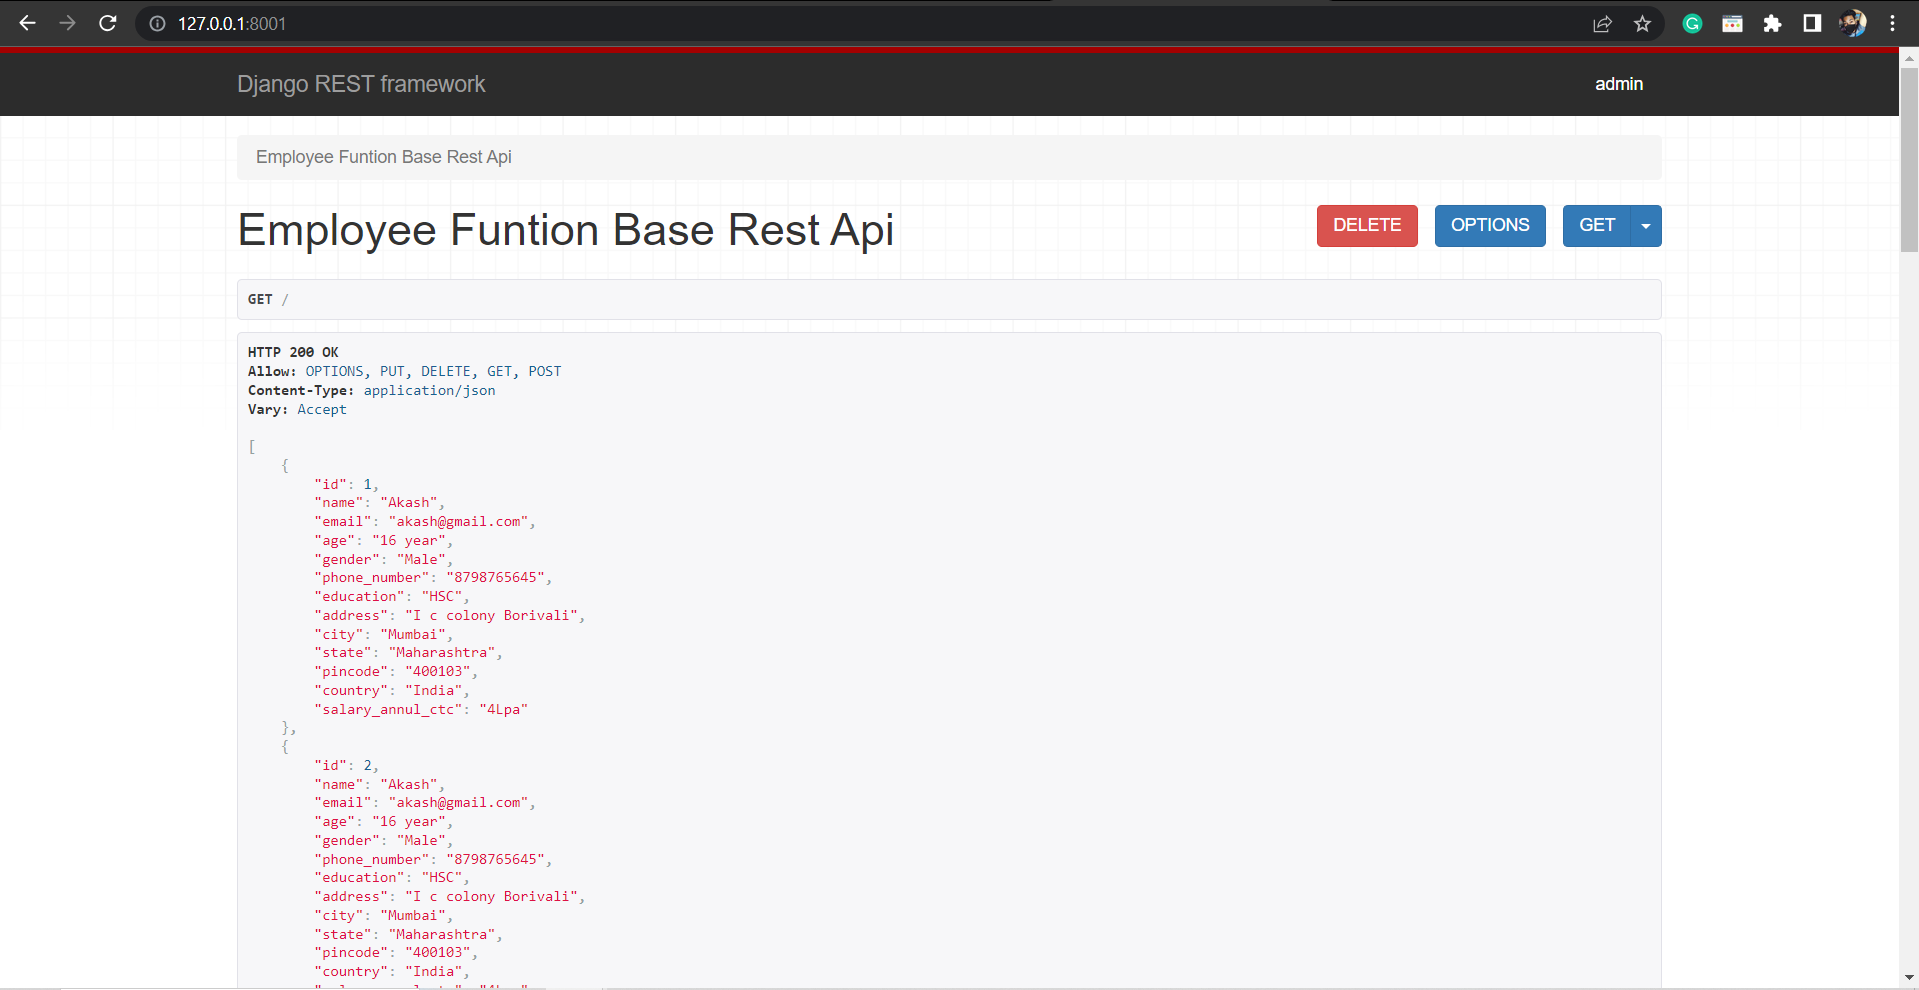 127.0.0.1:8001
Django REST framework
admin
Employee Funtion Base Rest Api
Employee Funtion Base Rest Api
DELETE
OPTIONS
GET
GET /
HTTP 200 OK
Allow: OPTIONS, PUT, DELETE, GET, POST
Content-Type: application/json
Vary: Accept
[
{
"id": 1,
"name": "Akash",
"email": "akash@gmail.com",
"age": "16 year",
"gender": "Male",
"phone_number": "8798765645",
"education": "HSC",
"address": "I c colony Borivali",
"city": "Mumbai",
"state": "Maharashtra",
"pincode": "400103",
"country": "India",
"salary_annul_ctc": "4Lpa"
},
{
"id": 2,
"name": "Akash",
"email": "akash@gmail.com",
"age": "16 year",
"gender": "Male",
"phone_number": "8798765645",
"education": "HSC",
"address": "I c colony Borivali",
"city": "Mumbai",
"state": "Maharashtra",
"pincode": "400103",
"country": "India",